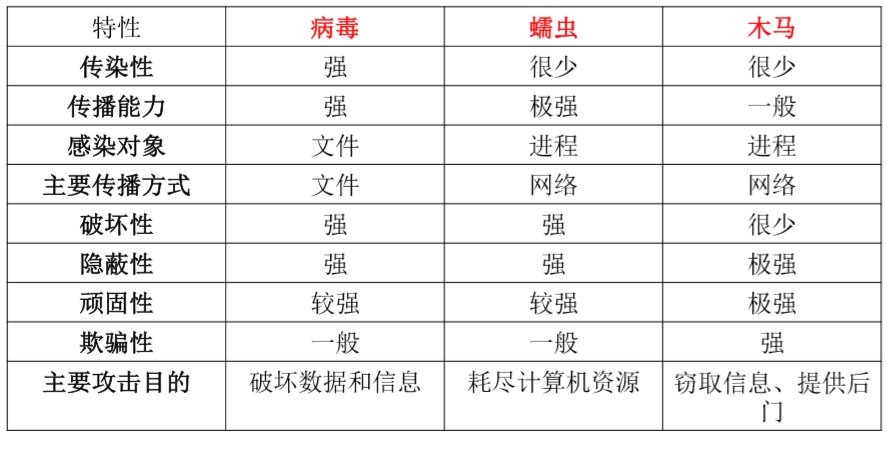 特性 病毒 蠕虫 木马
传染性 强 很少 很少
传播能力 强 极强 一般
感染对象 文件 进程 进程
主要传播方式 文件 网络 网络
破坏性 强 强 很少
隐蔽性 强 强 极强
顽固性 较强 较强 极强
欺骗性 一般 一般 强
主要攻击目的 破坏数据和信息 耗尽计算机资源 窃取信息、提供后
门